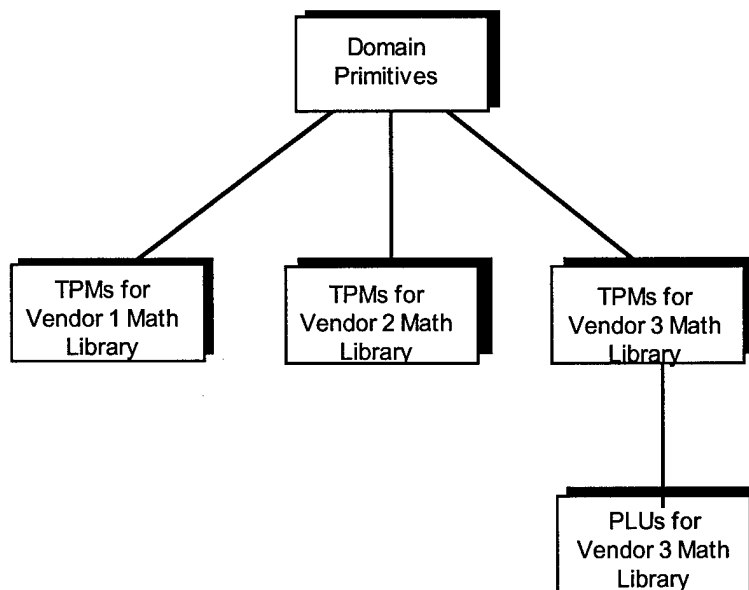 Domain
Primitives
TPMs for
Vendor 1 Math
Library
TPMs for
Vendor 2 Math
Library
TPMs for
Vendor 3 Math
Library
PLUs for
Vendor 3 Math
Library